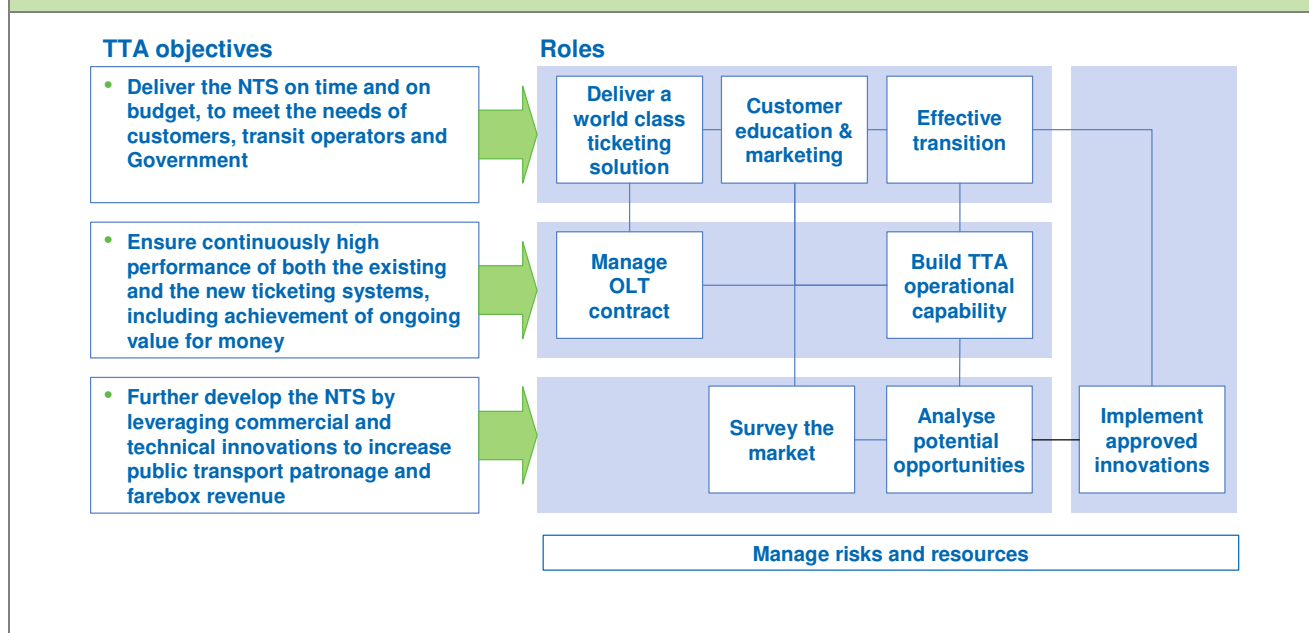 TTA objectives
Roles
• Deliver the NTS on time and on
budget, to meet the needs of
customers, transit operators and
Government
Deliver a
world class
ticketing
solution
Customer
education &
marketing
Effective
transition
• Ensure continuously high
performance of both the existing
and the new ticketing systems,
including achievement of ongoing
value for money
Manage
OLT
contract
Build TTA
operational
capability
• Further develop the NTS by
leveraging commercial and
technical innovations to increase
public transport patronage and
farebox revenue
Survey the
market
Analyse
potential
opportunities
Implement
approved
innovations
Manage risks and resources